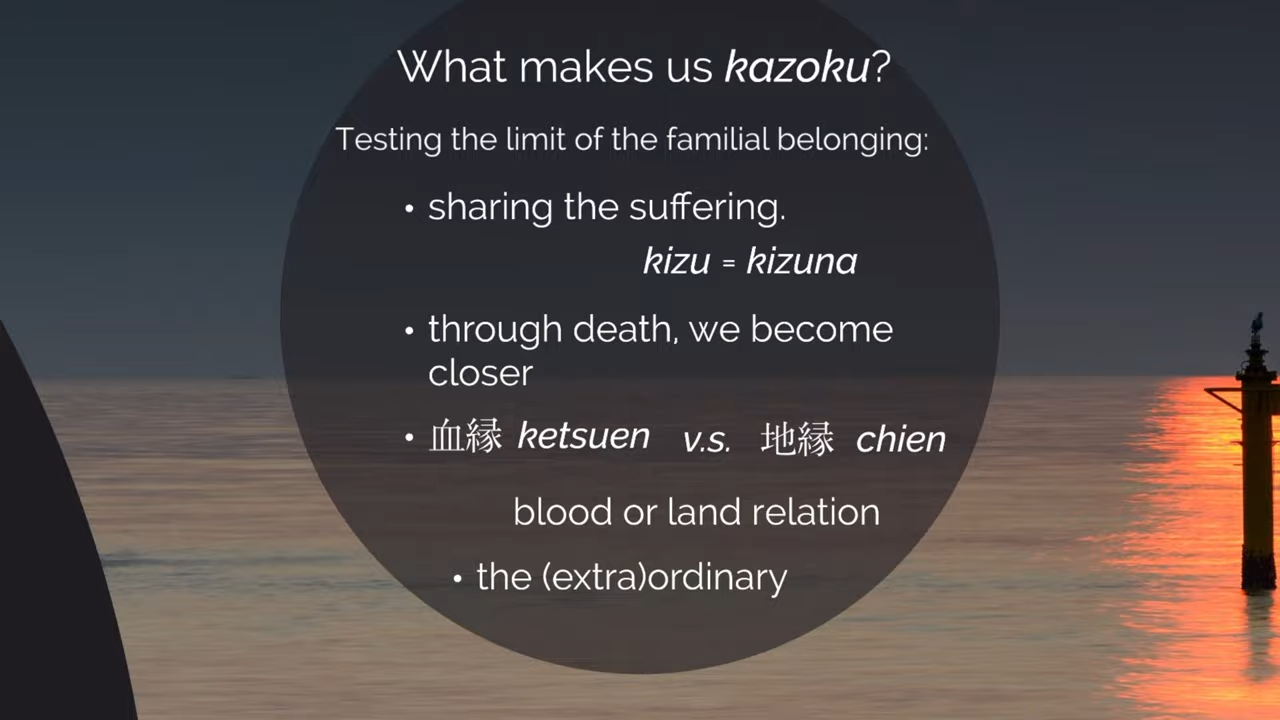 What makes us kazoku?
Testing the limit of the familial belonging:
• sharing the suffering.
kizu = kizuna
• through death, we become
closer
• 血縁 ketsuen v.s. 地縁 chien
blood or land relation
• the (extra)ordinary